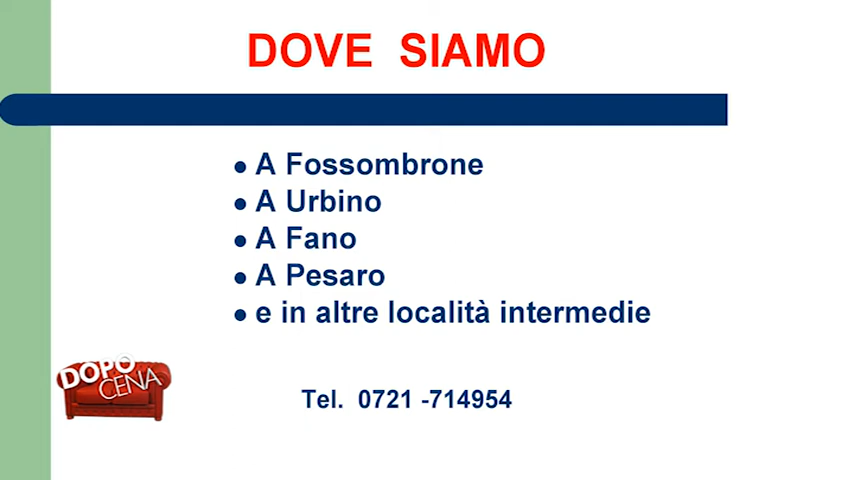 DOVE SIAMO
• A Fossombrone
• A Urbino
• A Fano
• A Pesaro
• e in altre località intermedie
DOPO
CENA
Tel. 0721 -714954